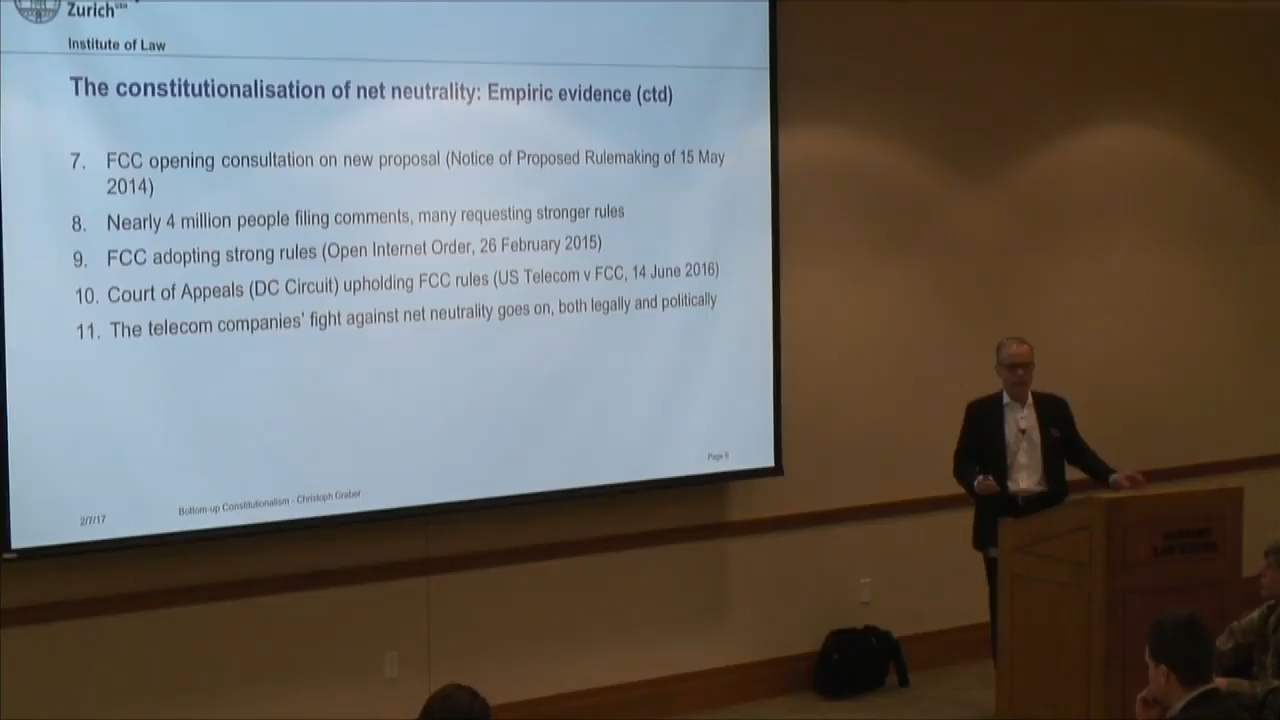 Zurich
Institute of Law
The constitutionalisation of net neutrality: Empiric evidence (ctd)
7. FCC opening consultation on new proposal (Notice of Proposed Rulemaking of 15 May
2014)
8. Nearly 4 million people filing comments, many requesting stronger rules
9. FCC adopting strong rules (Open Internet Order, 26 February 2015)
10. Court of Appeals (DC Circuit) upholding FCC rules (US Telecom v FCC, 14 June 2016)
11. The telecom companies' fight against net neutrality goes on, both legally and politically
Page 6
2/7/17
Bottom-up Constitutionalism - Christoph Graber